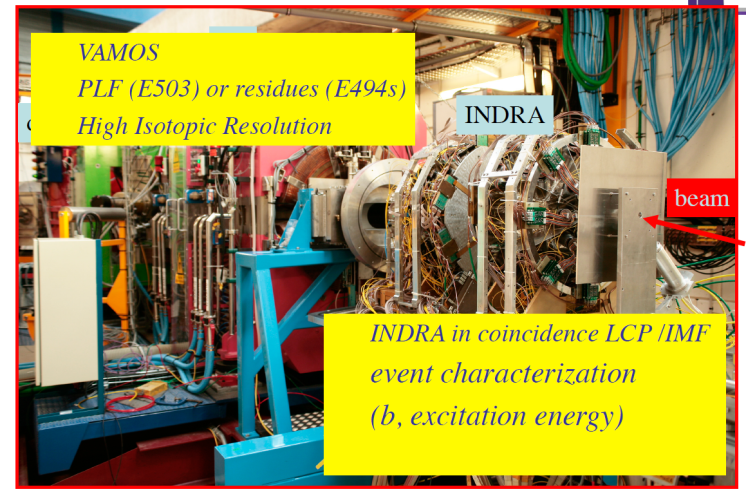 VAMOS
PLF (E503) or residues (E494s)
High Isotopic Resolution
INDRA
beam
INDRA in coincidence LCP /IMF
event characterization
(b, excitation energy)